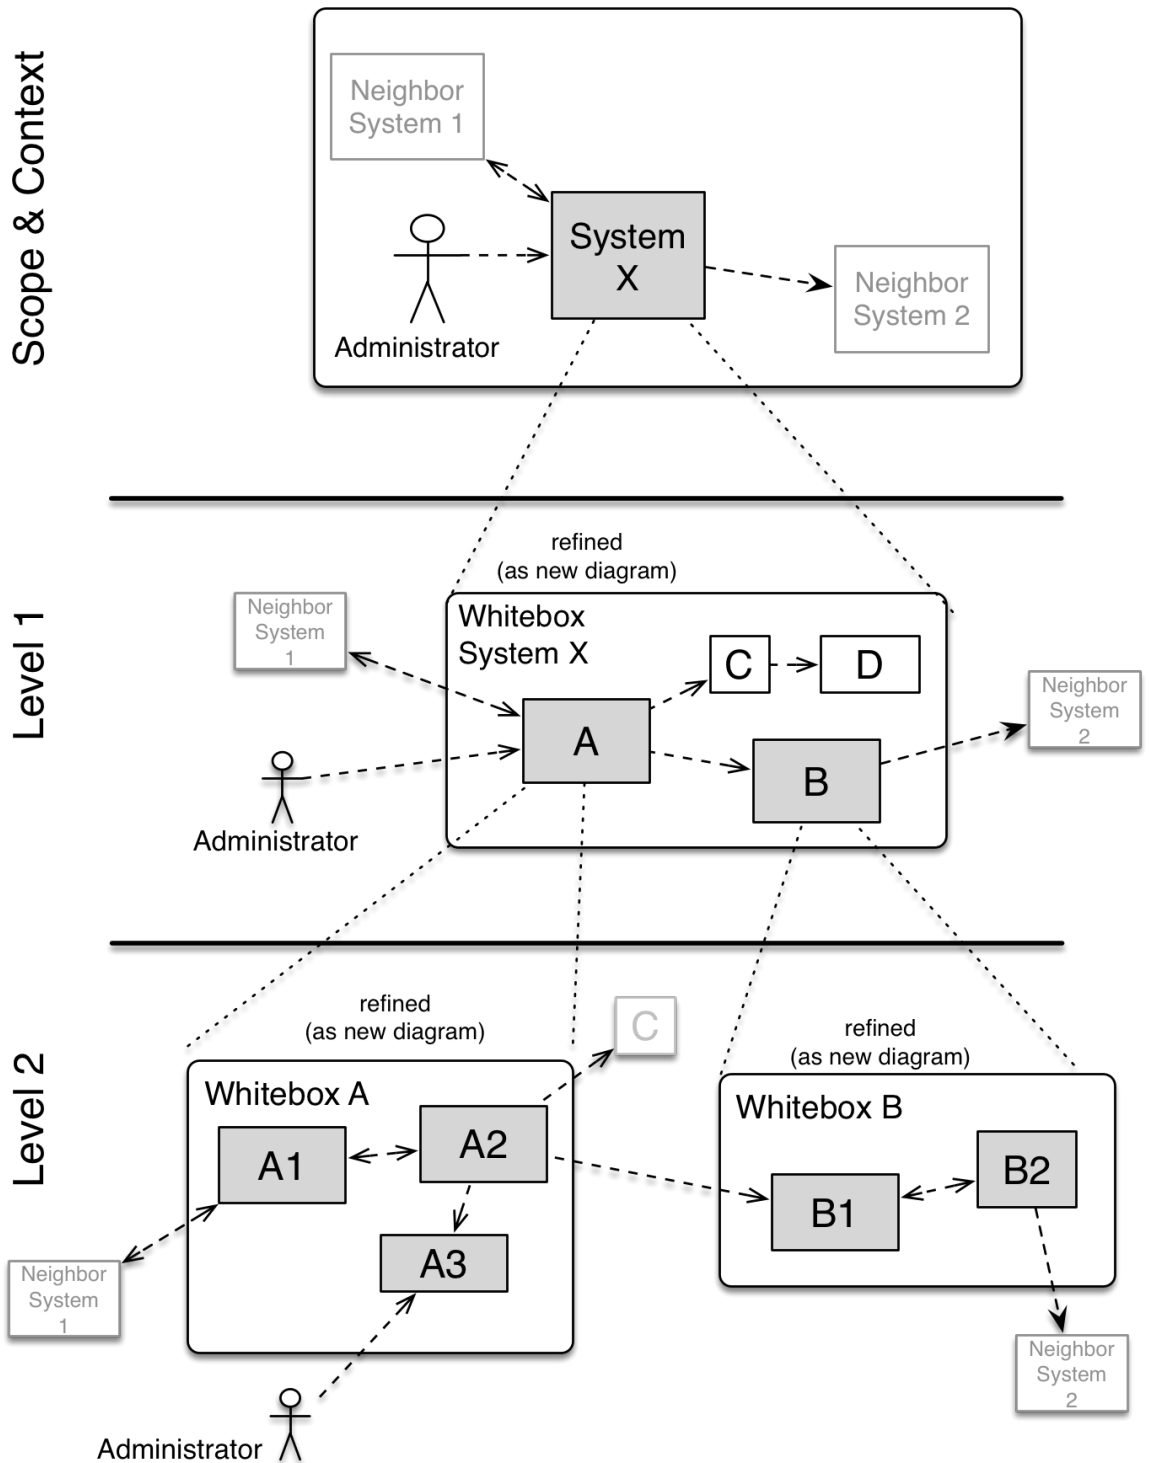 Scope & Context
Neighbor
System 1
System
X
Administrator
Neighbor
System 2
Level 1
refined
(as new diagram)
Neighbor
System
1
Whitebox
System X
C
D
A
B
Neighbor
System
2
Administrator
Level 2
refined
(as new diagram)
C
refined
(as new diagram)
Whitebox A
A1
A2
A3
Whitebox B
B1
B2
Neighbor
System
1
Neighbor
System
2
Administrator